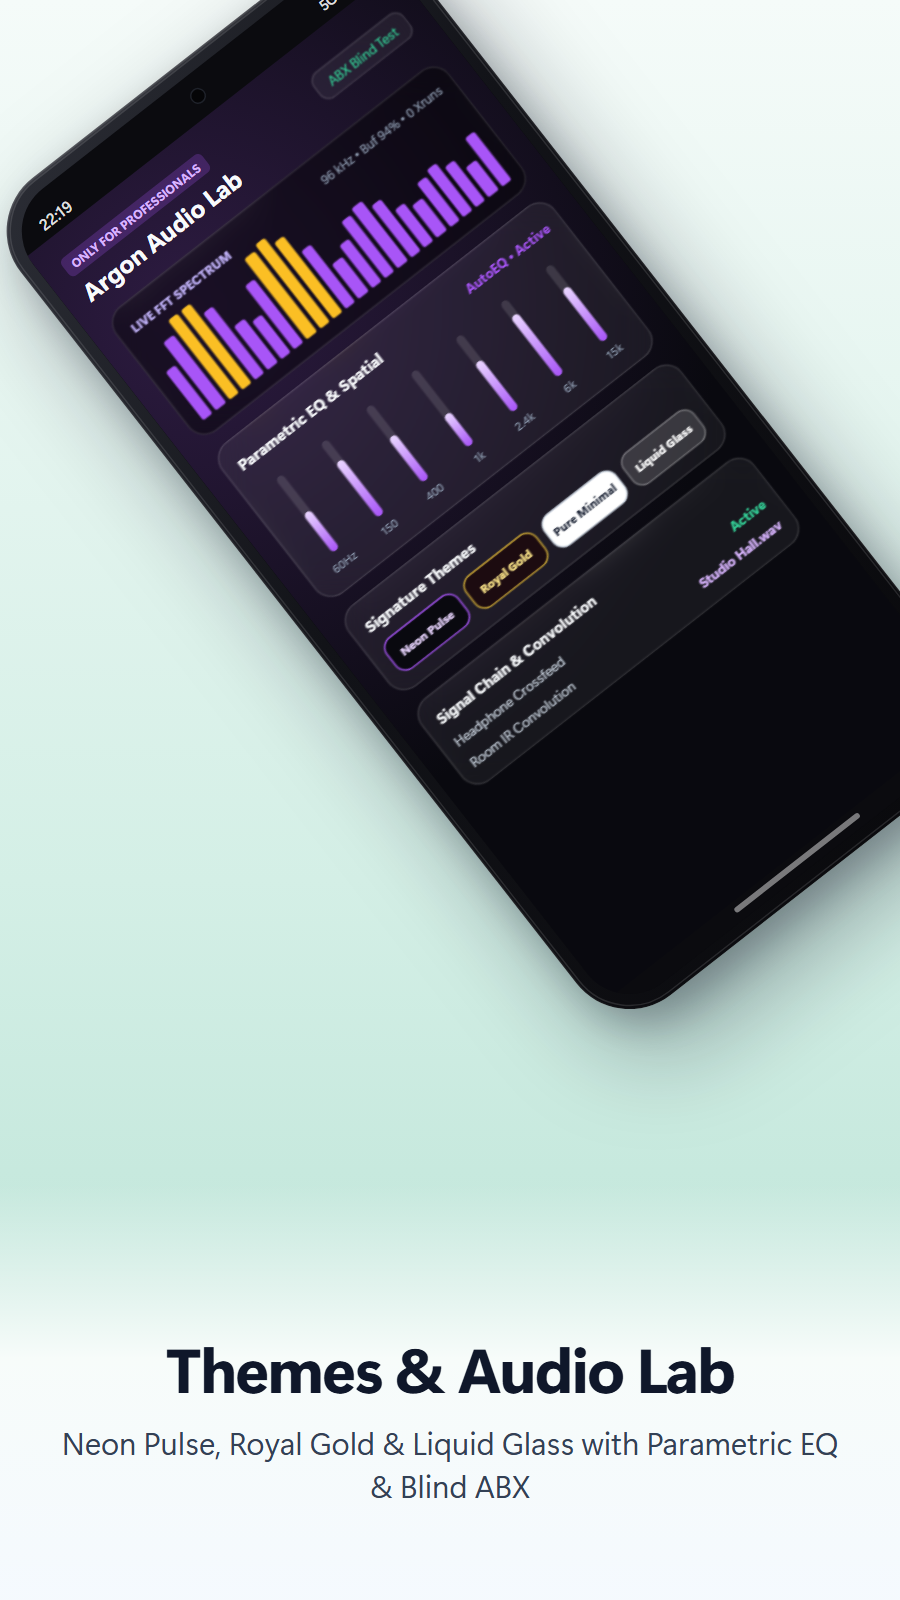 22:19
5G
ONLY FOR PROFESSIONALS
Argon Audio Lab
ABX Blind Test
LIVE FFT SPECTRUM
96 kHz • Buf 94% • 0 Xruns
Parametric EQ & Spatial
AutoEQ • Active
60Hz
150
400
1k
2.4k
6k
15k
Signature Themes
Neon Pulse
Royal Gold
Pure Minimal
Liquid Glass
Signal Chain & Convolution
Headphone Crossfeed
Active
Room IR Convolution
Studio Hall.wav
Themes & Audio Lab
Neon Pulse, Royal Gold & Liquid Glass with Parametric EQ
& Blind ABX